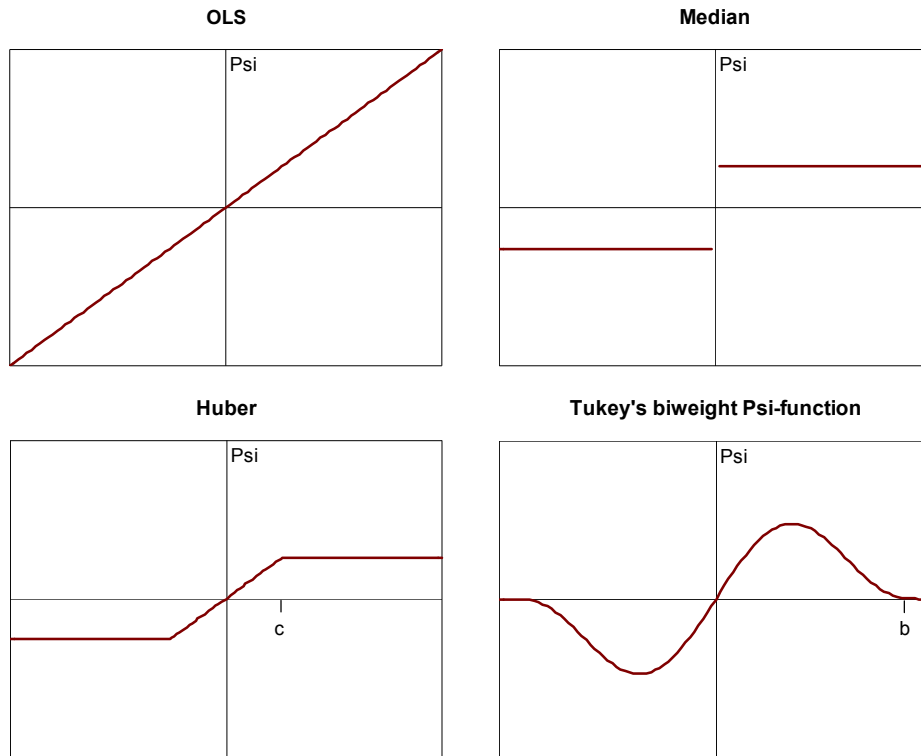 OLS
Median
Psi
Psi
Huber
Tukey's biweight Psi-function
Psi
Psi
c
b